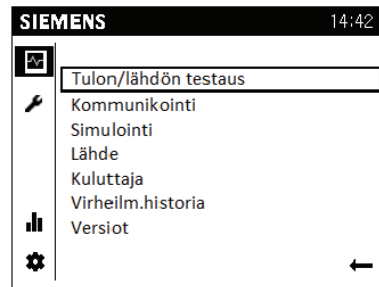 SIEMENS 14:42
Tulon/lähdön testaus
Kommunikointi
Simulointi
Lähde
Kuluttaja
Virheilm.historia
Versiot